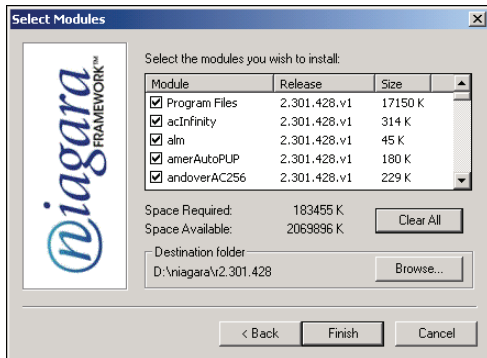 Select Modules
niagara
FRAMEWORK™
Select the modules you wish to install:
Module Release Size
Program Files 2.301.428.v1 17150 K
acInfinity 2.301.428.v1 314 K
alm 2.301.428.v1 45 K
amerAutoPUP 2.301.428.v1 180 K
andoverAC256 2.301.428.v1 229 K
Space Required: 183455 K
Space Available: 2069896 K
Clear All
Destination folder
D:\niagara\r2.301.428
Browse...
< Back Finish Cancel